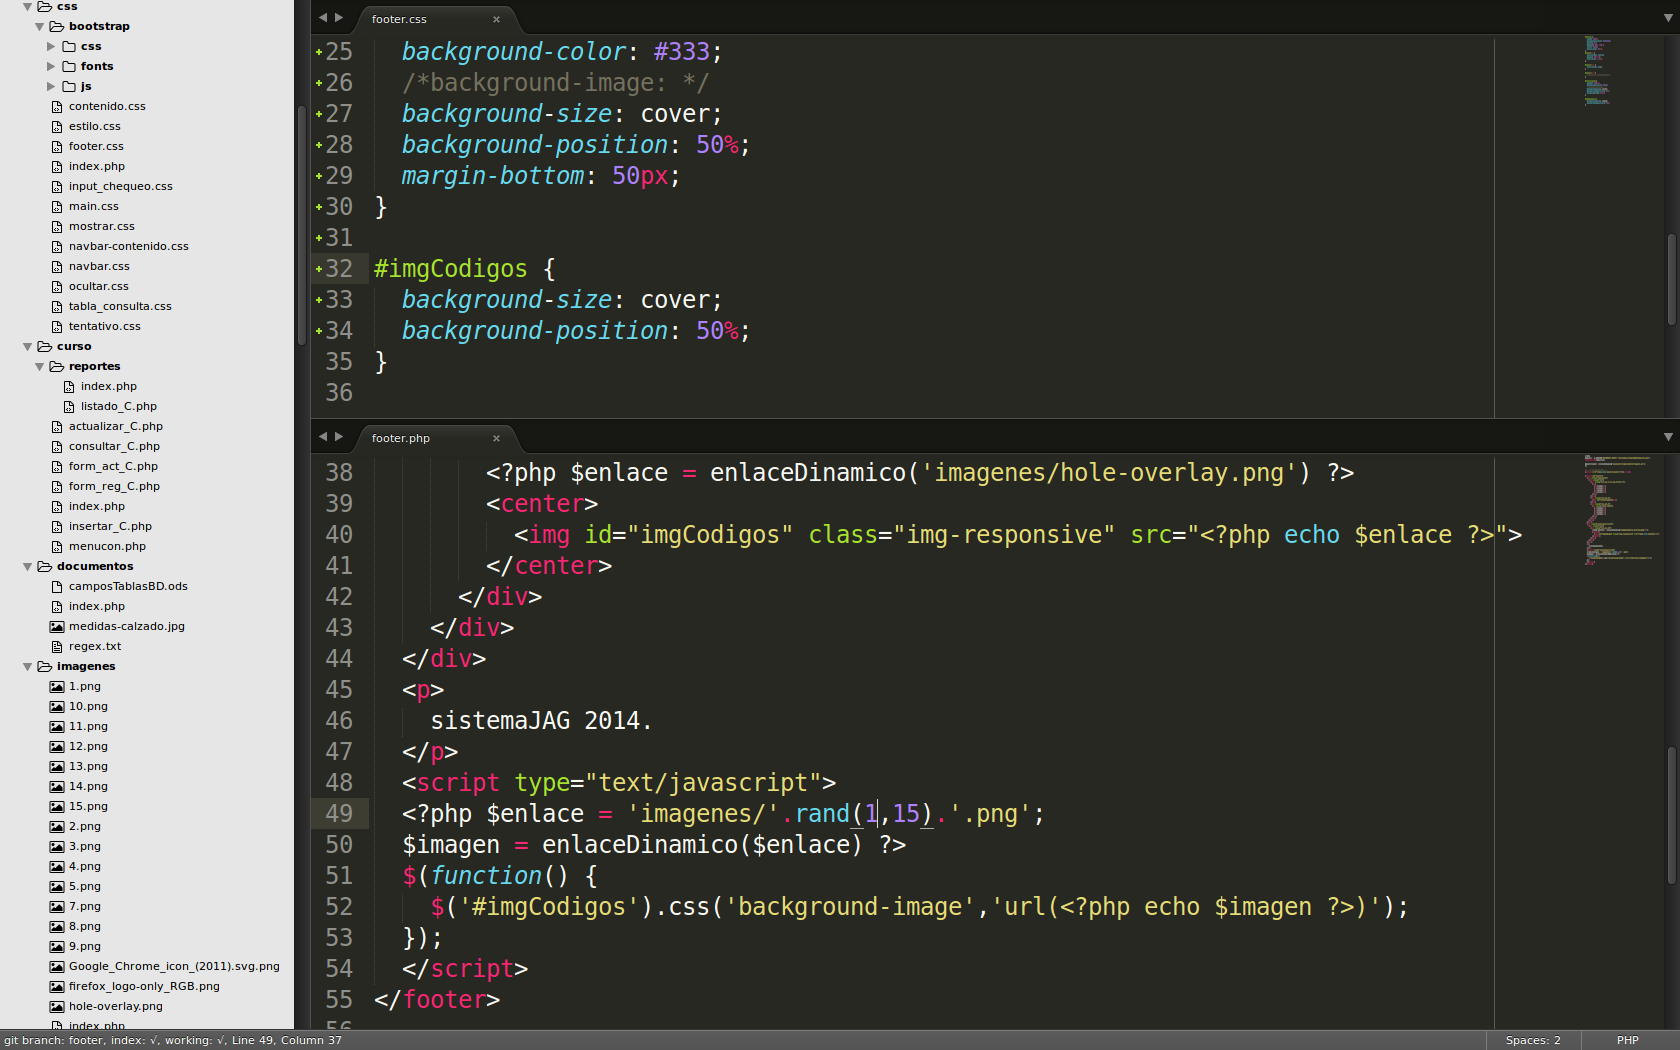 css
bootstrap
css
fonts
js
contenido.css
estilo.css
footer.css
index.php
input_chequeo.css
main.css
mostrar.css
navbar-contenido.css
navbar.css
ocultar.css
tabla_consulta.css
tentativo.css
curso
reportes
index.php
listado_C.php
actualizar_C.php
consultar_C.php
form_act_C.php
form_reg_C.php
index.php
insertar_C.php
menucon.php
documentos
camposTablasBD.ods
index.php
medidas-calzado.jpg
regex.txt
imagenes
1.png
10.png
11.png
12.png
13.png
14.png
15.png
2.png
3.png
4.png
5.png
7.png
8.png
9.png
Google_Chrome_icon_(2011).svg.png
firefox_logo-only_RGB.png
hole-overlay.png
index.php
footer.css ×
25 background-color: #333;
26 /*background-image: */
27 background-size: cover;
28 background-position: 50%;
29 margin-bottom: 50px;
30 }
31
32 #imgCodigos {
33 background-size: cover;
34 background-position: 50%;
35 }
36
footer.php ×
38 <?php $enlace = enlaceDinamico('imagenes/hole-overlay.png') ?>
39 <center>
40 <img id="imgCodigos" class="img-responsive" src="<?php echo $enlace ?>">
41 </center>
42 </div>
43 </div>
44 </div>
45 <p>
46 sistemaJAG 2014.
47 </p>
48 <script type="text/javascript">
49 <?php $enlace = 'imagenes/'.rand(1,15).'.png';
50 $imagen = enlaceDinamico($enlace) ?>
51 $(function() {
52 $('#imgCodigos').css('background-image','url(<?php echo $imagen ?>)');
53 });
54 </script>
55 </footer>
56
git branch: footer, index: √, working: √, Line 49, Column 37
Spaces: 2
PHP